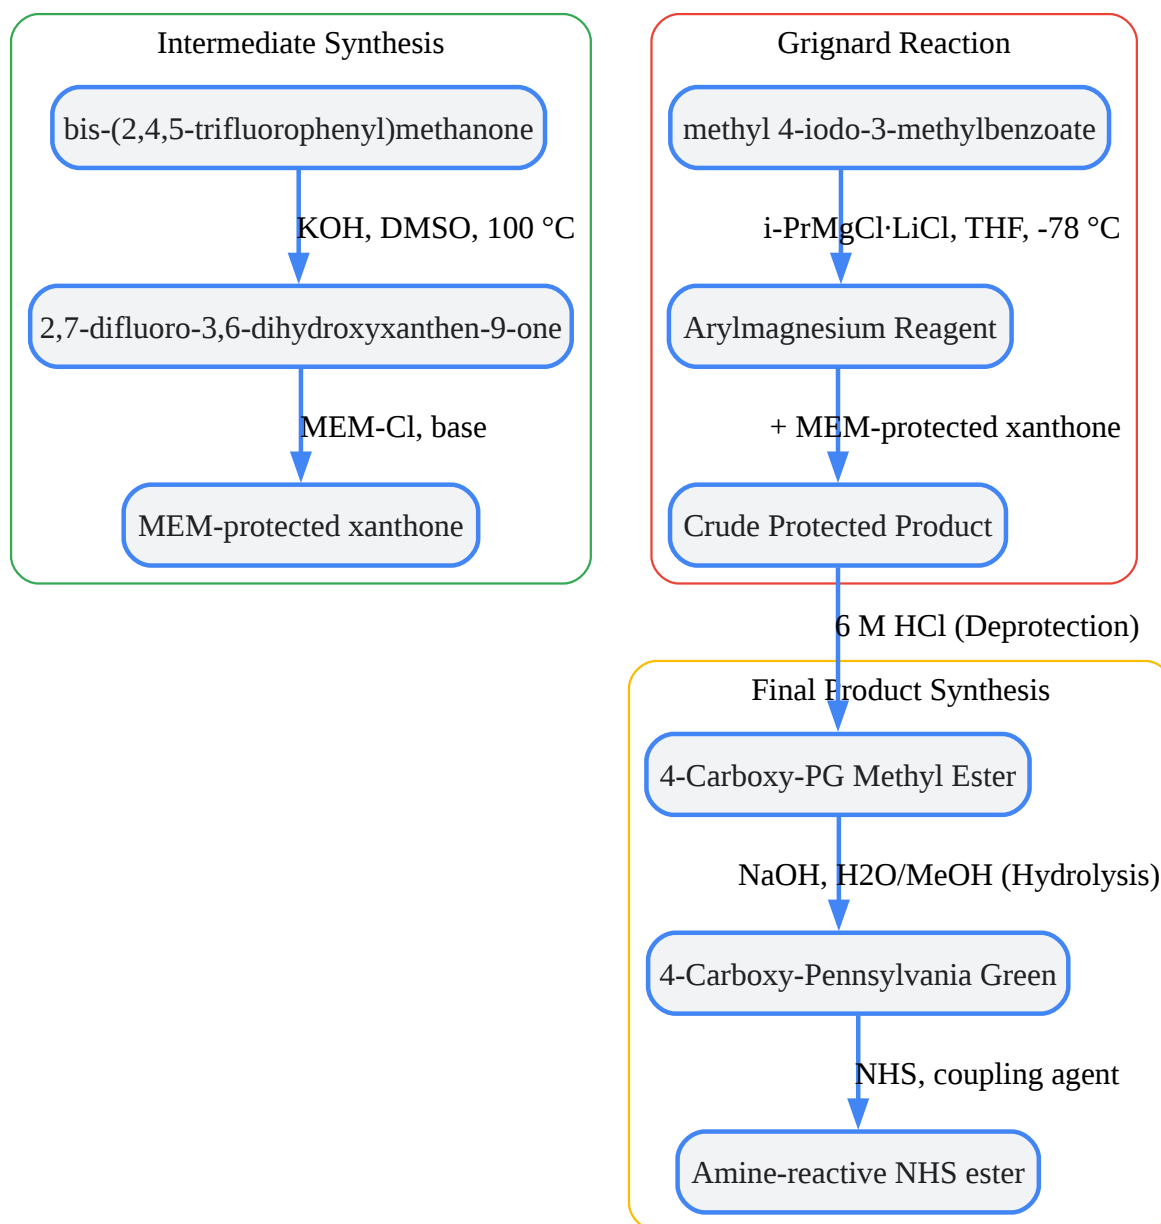 Intermediate Synthesis
bis-(2,4,5-trifluorophenyl)methanone
KOH, DMSO, 100 °C
2,7-difluoro-3,6-dihydroxyxanthen-9-one
MEM-Cl, base
MEM-protected xanthone
Grignard Reaction
methyl 4-iodo-3-methylbenzoate
i-PrMgCl·LiCl, THF, -78 °C
Arylmagnesium Reagent
+ MEM-protected xanthone
Crude Protected Product
6 M HCl (Deprotection)
Final Product Synthesis
4-Carboxy-PG Methyl Ester
NaOH, H2O/MeOH (Hydrolysis)
4-Carboxy-Pennsylvania Green
NHS, coupling agent
Amine-reactive NHS ester